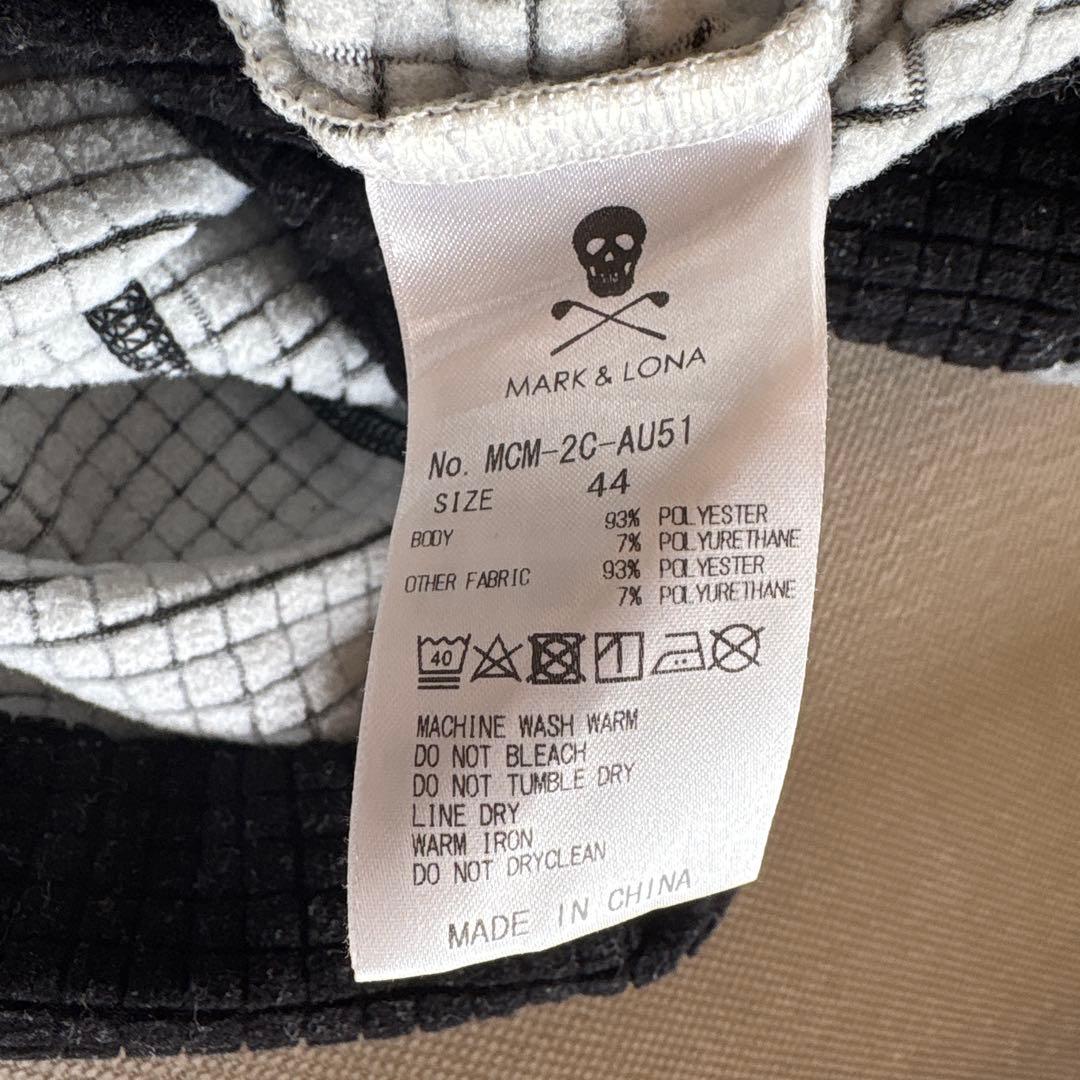 MARK & LONA
No. MCM-2C-AU51
SIZE 44
BODY 93% POLYESTER
7% POLYURETHANE
OTHER FABRIC 93% POLYESTER
7% POLYURETHANE
40
MACHINE WASH WARM
DO NOT BLEACH
DO NOT TUMBLE DRY
LINE DRY
WARM IRON
DO NOT DRYCLEAN
MADE IN CHINA